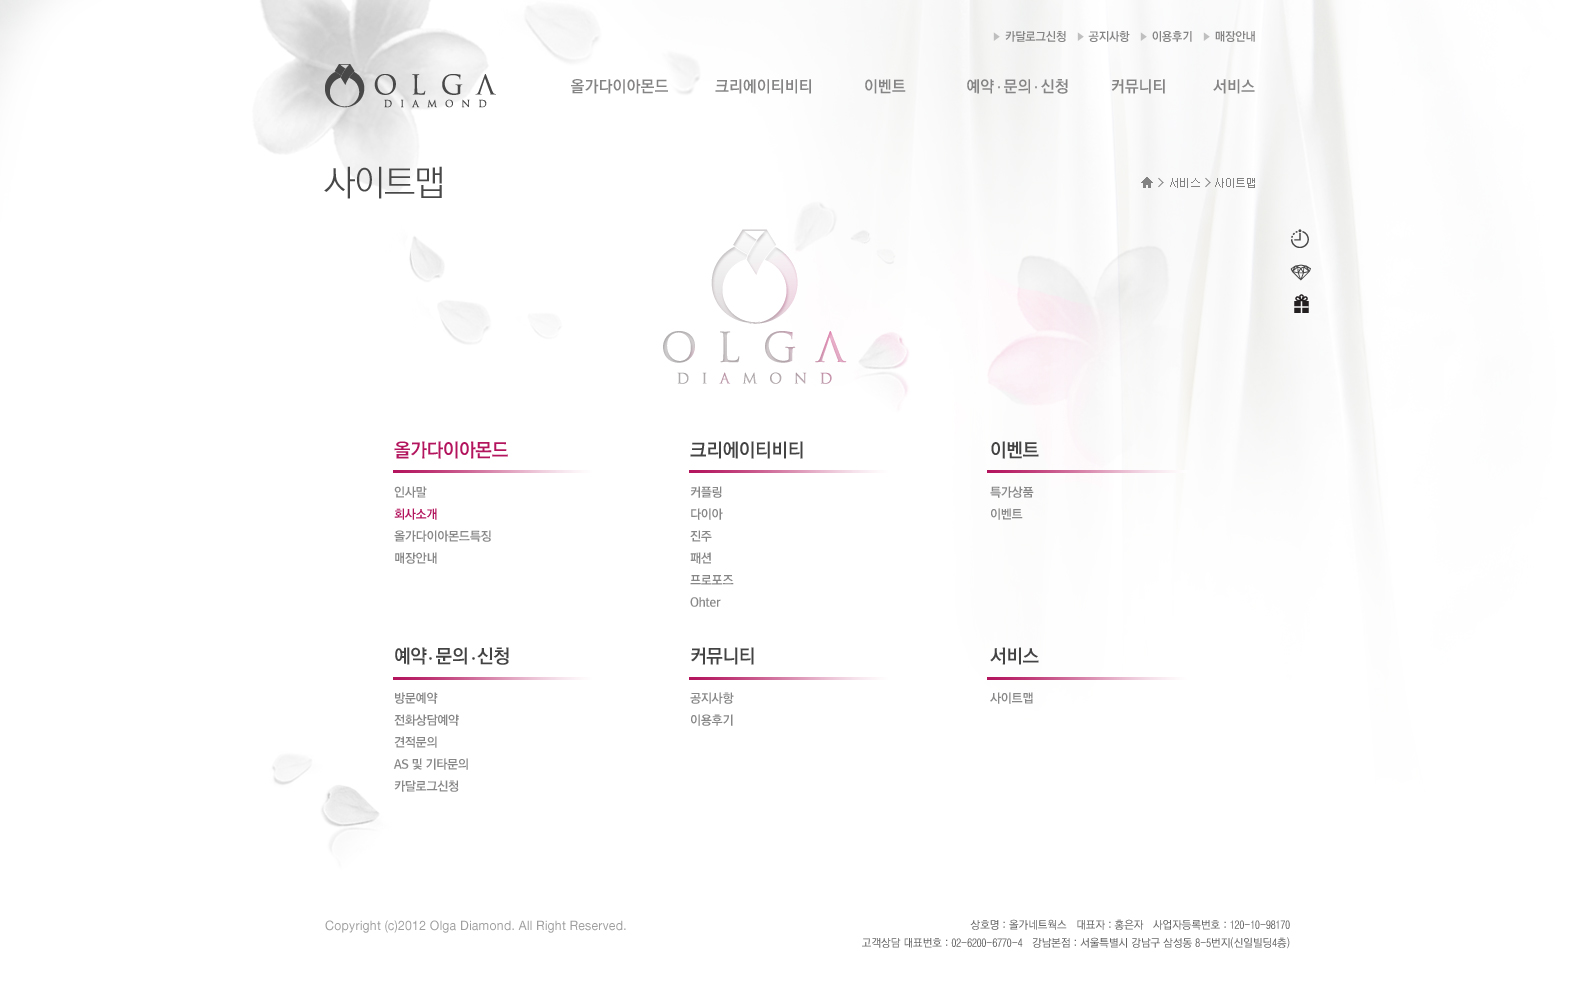 카달로그신청 공지사항 이용후기 매장안내
OLGA
DIAMOND
올가다이아몬드 크리에이티비티 이벤트 예약 · 문의 · 신청 커뮤니티 서비스
사이트맵
서비스 > 사이트맵
OLGA
DIAMOND
올가다이아몬드
인사말
회사소개
올가다이아몬드특징
매장안내
크리에이티비티
커플링
다이아
진주
패션
프로포즈
Ohter
이벤트
특가상품
이벤트
예약 · 문의 · 신청
방문예약
전화상담예약
견적문의
AS 및 기타문의
카달로그신청
커뮤니티
공지사항
이용후기
서비스
사이트맵
Copyright (c)2012 Olga Diamond. All Right Reserved.
상호명 : 올가네트웍스 대표자 : 홍은자 사업자등록번호 : 120-10-98170
고객상담 대표번호 : 02-6200-6770-4 강남본점 : 서울특별시 강남구 삼성동 8-5번지(신일빌딩4층)